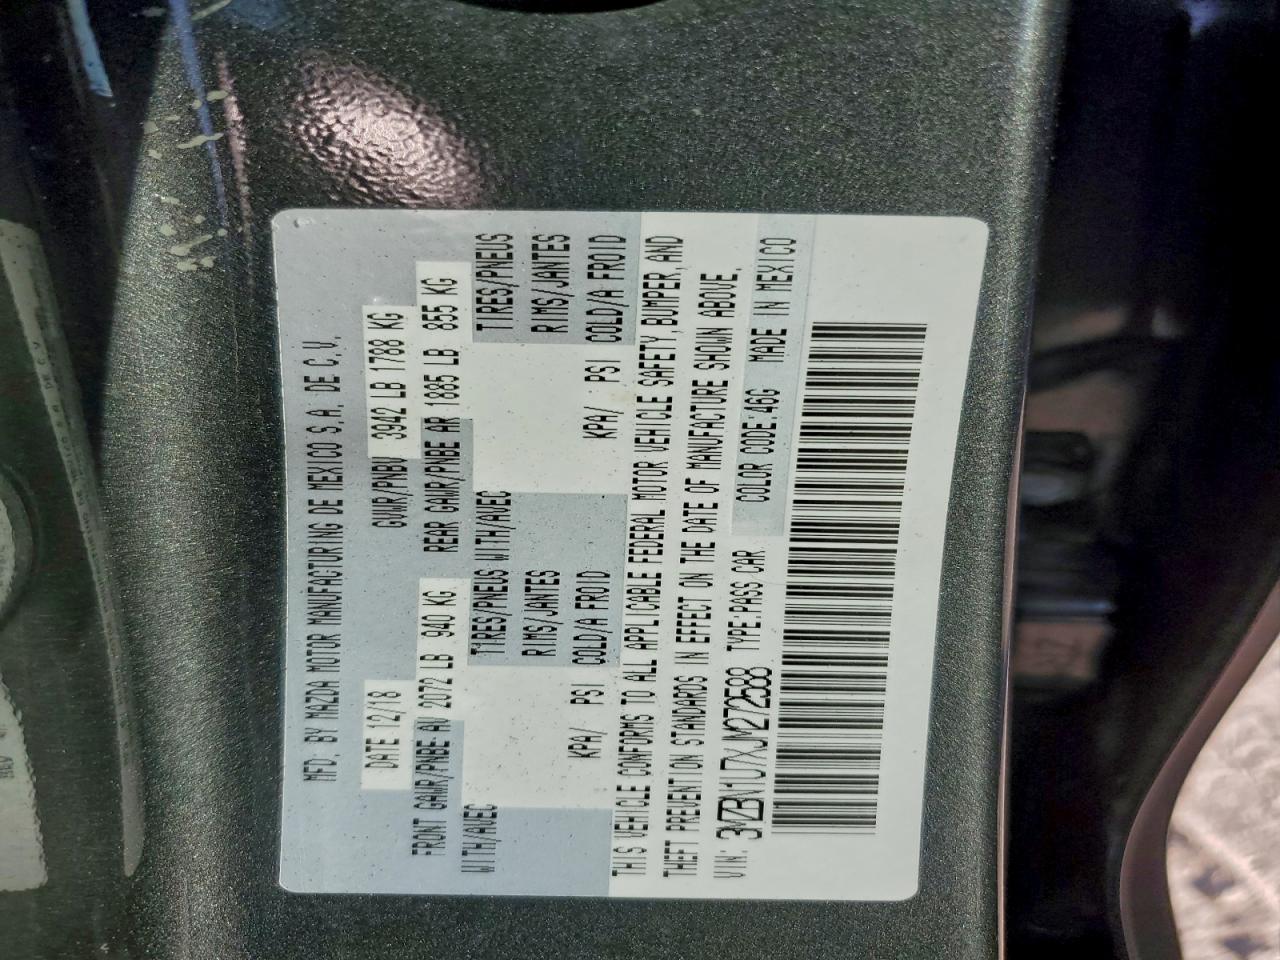 MFD. BY MAZDA MOTOR MANUFACTURING DE MEXICO S.A. DE C.V.
DATE 12/18 GVWR/PNBV 3942 LB 1788 KG
FRONT GAWR/PNBE AV 2072 LB 940 KG REAR GAWR/PNBE AR 1885 LB 855 KG
WITH/AVEC TIRES/PNEUS WITH/AVEC TIRES/PNEUS
RIMS/JANTES RIMS/JANTES
KPA/ PSI COLD/A FROID KPA/ PSI COLD/A FROID
THIS VEHICLE CONFORMS TO ALL APPLICABLE FEDERAL MOTOR VEHICLE SAFETY, BUMPER, AND
THEFT PREVENTION STANDARDS IN EFFECT ON THE DATE OF MANUFACTURE SHOWN ABOVE.
VIN: 3MZBN1U7XJM272588 TYPE:PASS CAR COLOR CODE:46G MADE IN MEXICO